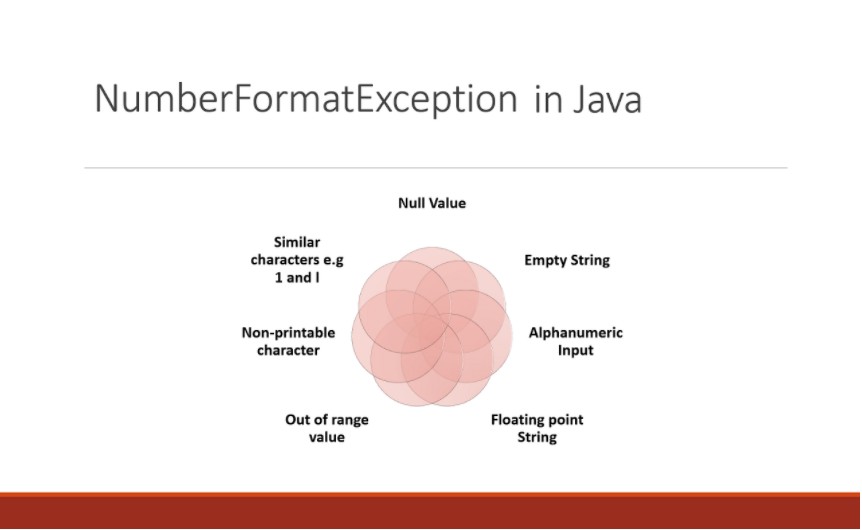 NumberFormatException in Java
Null Value
Empty String
Alphanumeric
Input
Floating point
String
Out of range
value
Non-printable
character
Similar
characters e.g
1 and l